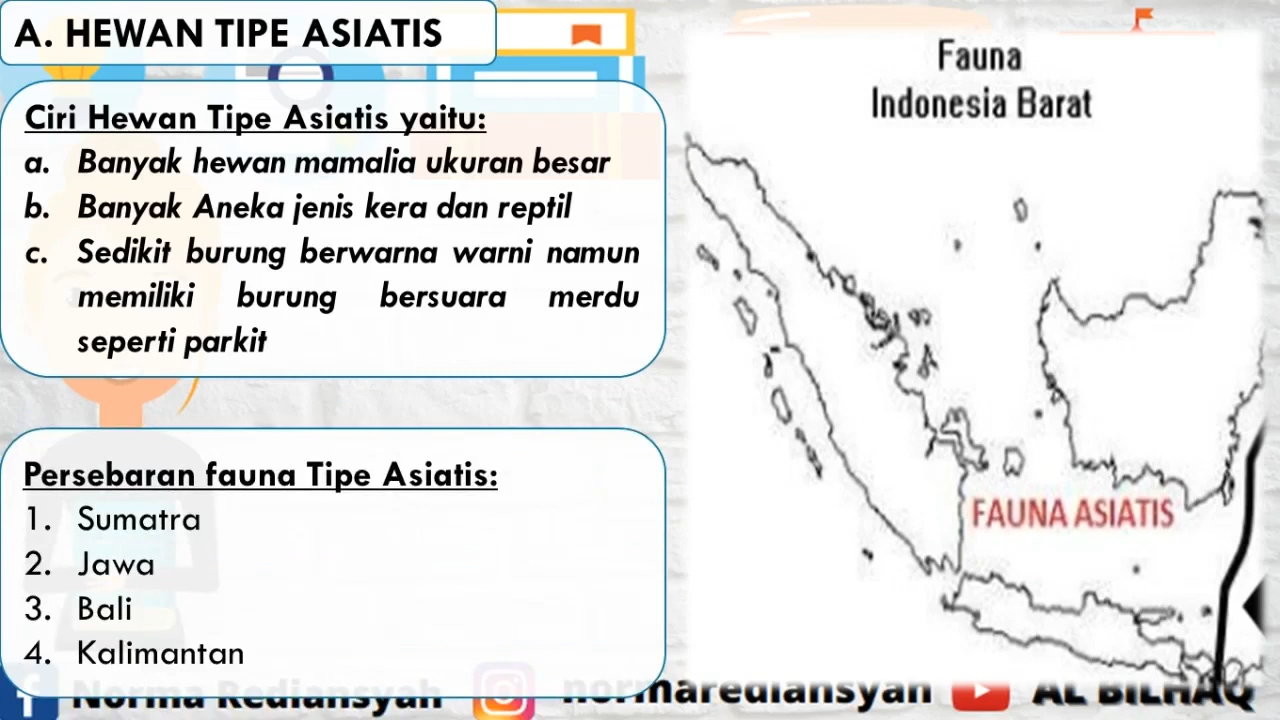 A. HEWAN TIPE ASIATIS
Ciri Hewan Tipe Asiatis yaitu:
a. Banyak hewan mamalia ukuran besar
b. Banyak Aneka jenis kera dan reptil
c. Sedikit burung berwarna warni namun
memiliki burung bersuara merdu
seperti parkit
Persebaran fauna Tipe Asiatis:
1. Sumatra
2. Jawa
3. Bali
4. Kalimantan
Fauna
Indonesia Barat
FAUNA ASIATIS
Norma Rediansyah normarediansyah AL BILHAQ